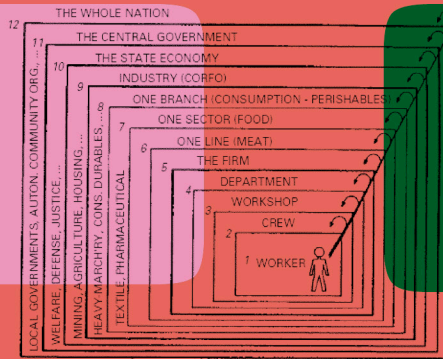 12 THE WHOLE NATION
11 THE CENTRAL GOVERNMENT
10 THE STATE ECONOMY
9 INDUSTRY (CORFO)
8 ONE BRANCH (CONSUMPTION - PERISHABLES)
7 ONE SECTOR (FOOD)
6 ONE LINE (MEAT)
5 THE FIRM
4 DEPARTMENT
3 WORKSHOP
2 CREW
1 WORKER
LOCAL GOVERNMENTS, AUTON. COMMUNITY ORG, ...
WELFARE, DEFENSE, JUSTICE, ...
MINING, AGRICULTURE, HOUSING, ...
HEAVY-MARCH'RY, CONS. DURABLES, ...
TEXTILE, PHARMACEUTICAL